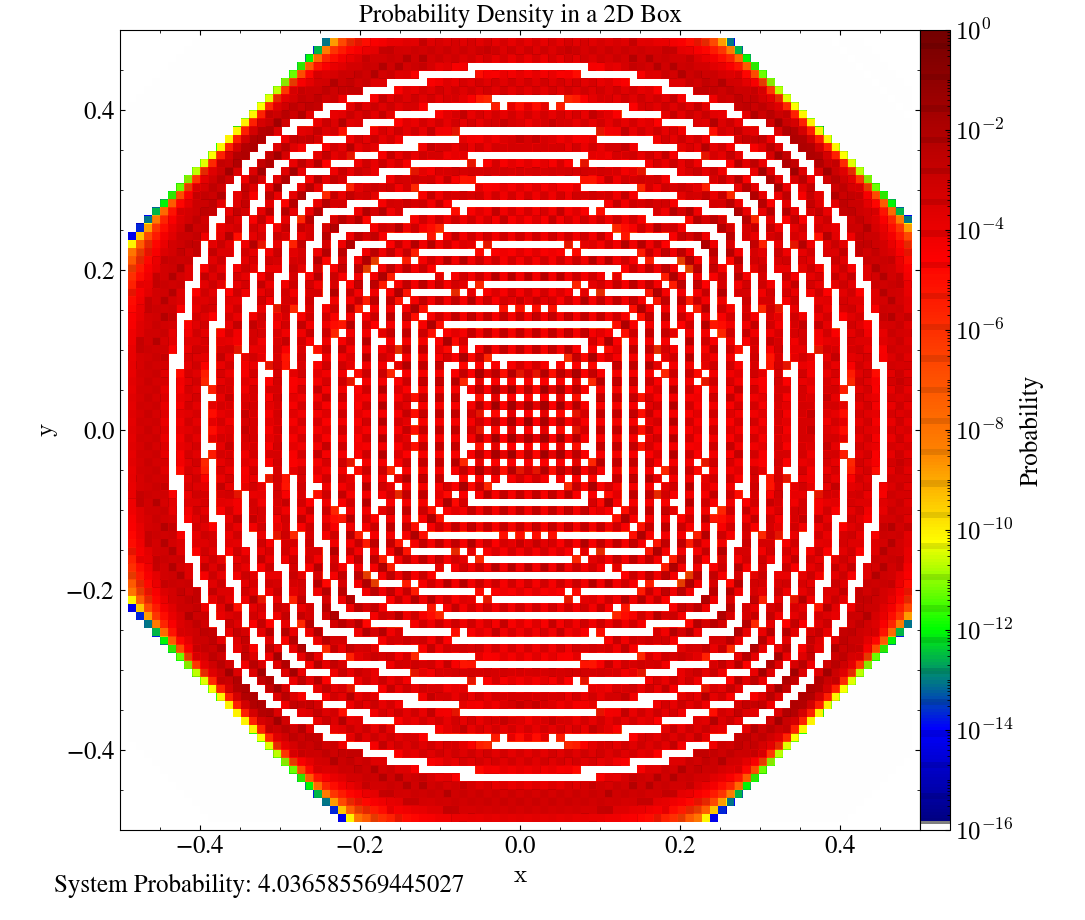 Probability Density in a 2D Box
10⁰
10⁻²
10⁻⁴
10⁻⁶
10⁻⁸
10⁻¹⁰
10⁻¹²
10⁻¹⁴
10⁻¹⁶
Probability
y
0.4
0.2
0.0
−0.2
−0.4
−0.4 −0.2 0.0 0.2 0.4
x
System Probability: 4.036585569445027